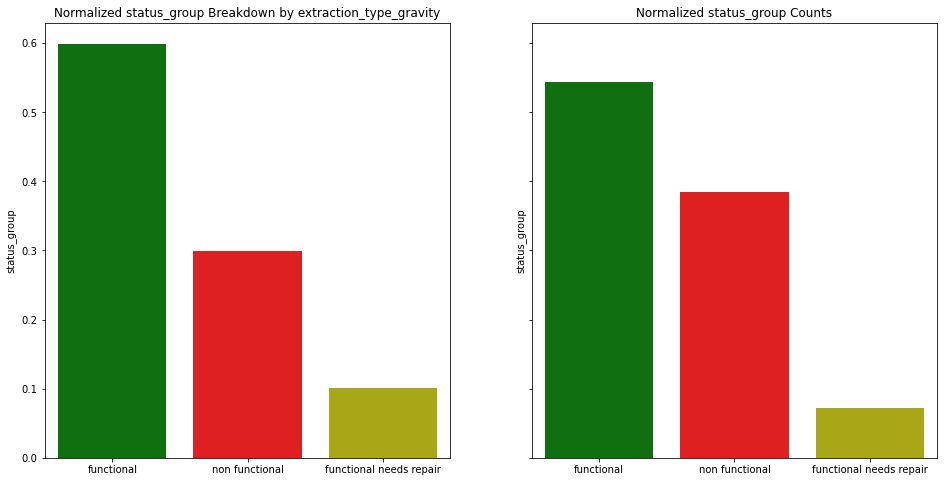 Normalized status_group Breakdown by extraction_type_gravity
0.6
0.5
0.4
0.3
0.2
0.1
0.0
status_group
functional
non functional
functional needs repair
Normalized status_group Counts
status_group
functional
non functional
functional needs repair